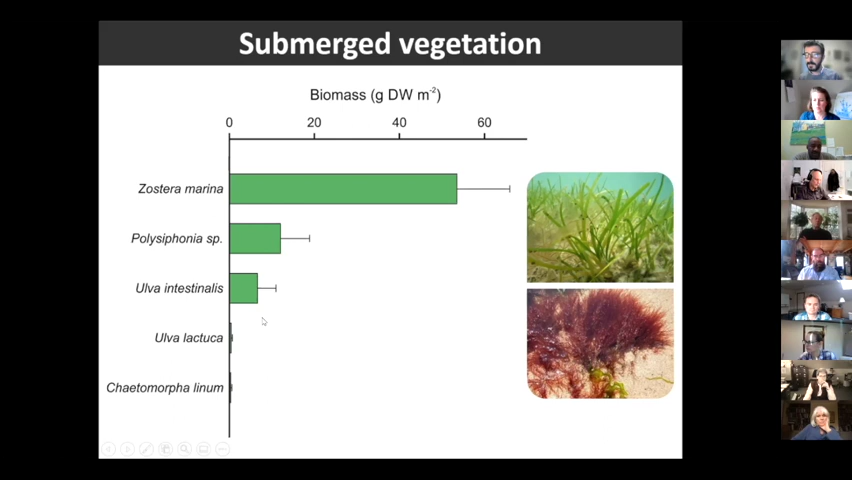 Submerged vegetation
Biomass (g DW m⁻²)
0 20 40 60
Zostera marina
Polysiphonia sp.
Ulva intestinalis
Ulva lactuca
Chaetomorpha linum